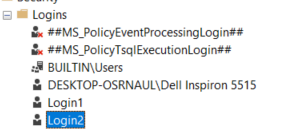 Logins
##MS_PolicyEventProcessingLogin##
##MS_PolicyTsqlExecutionLogin##
BUILTIN\Users
DESKTOP-OSRNAUL\Dell Inspiron 5515
Login1
Login2